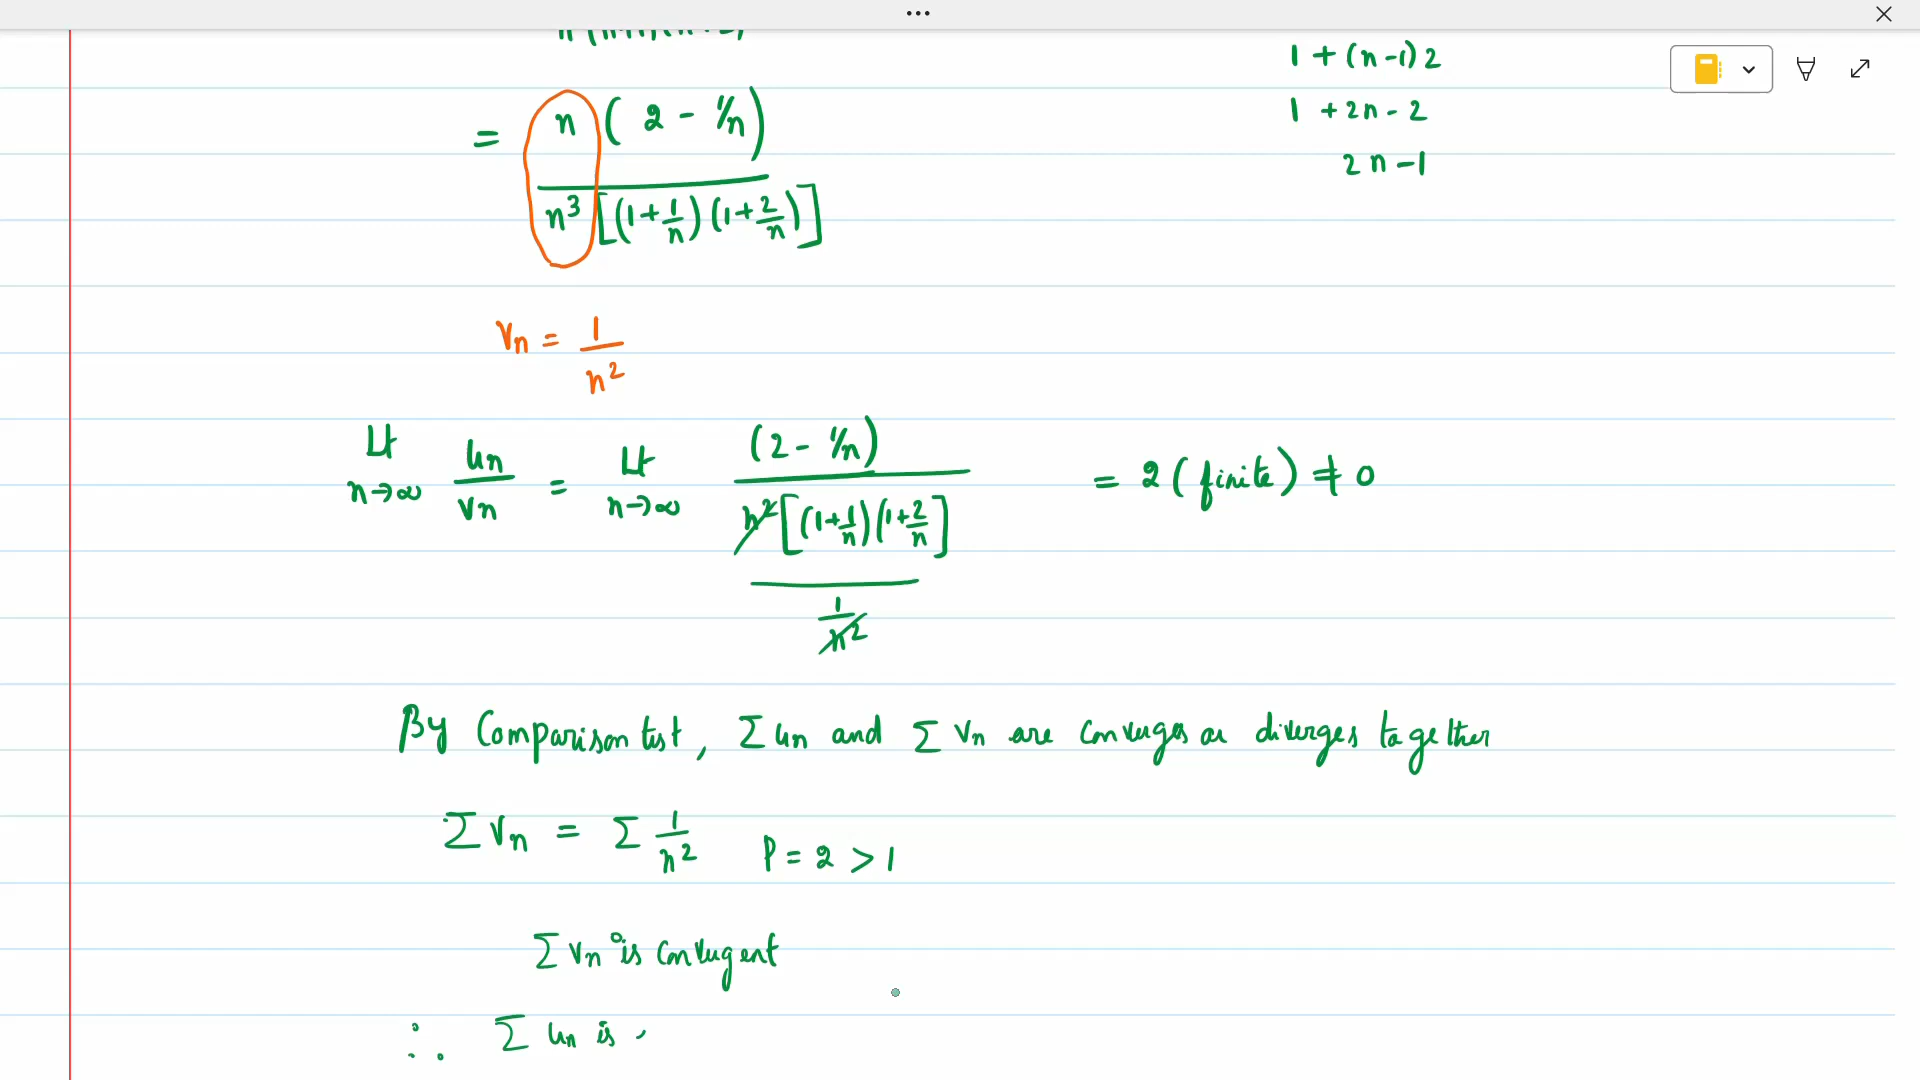 1 + (n-1) 2
1 + 2n - 2
2n - 1
= n ( 2 - 1/n ) / n³ [(1+1/n)(1+2/n)]
Vn = 1/n²
Lt n→∞ un/vn = Lt n→∞ (2 - 1/n) / n² [(1+1/n)(1+2/n)] / 1/n² = 2 (finite) ≠ 0
By Comparison test, Σ un and Σ Vn are converges or diverges together
Σ Vn = Σ 1/n² P = 2 > 1
Σ Vn is convergent
∴ Σ un is